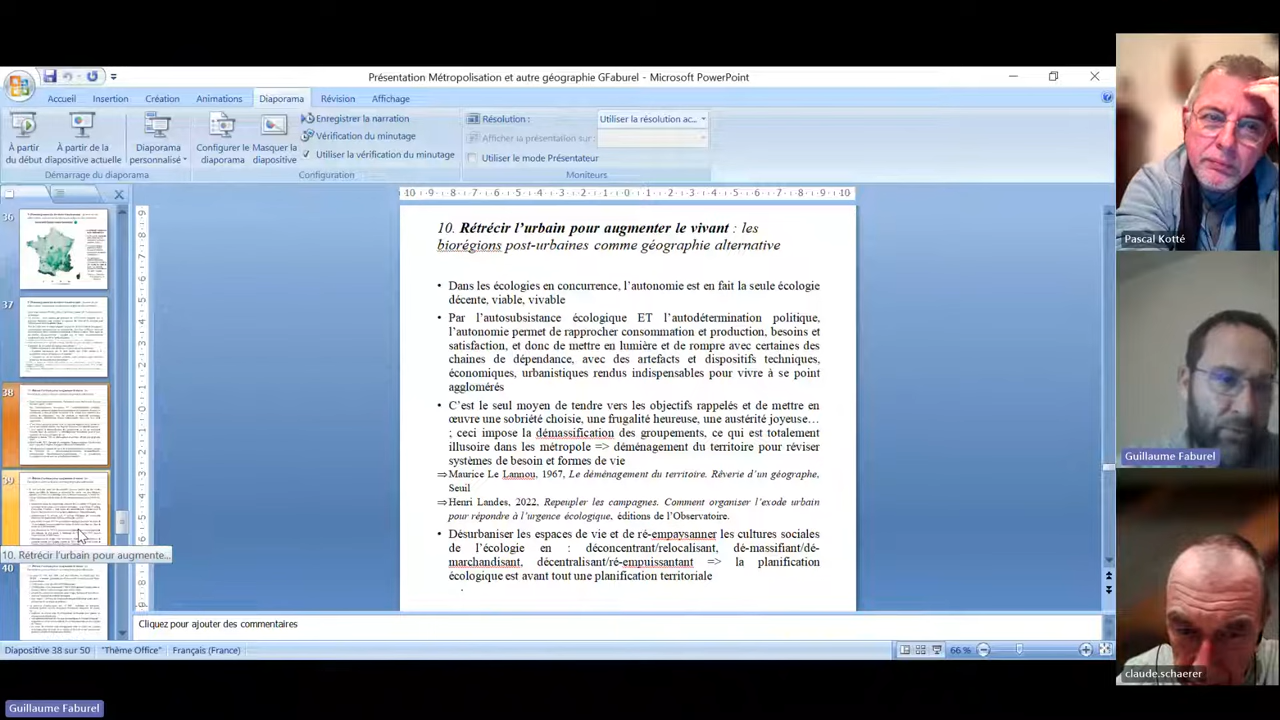 Présentation Métropolisation et autre géographie GFaburel - Microsoft PowerPoint
Accueil Insertion Création Animations Diaporama Révision Affichage
À partir du début
À partir de la diapositive actuelle
Diaporama personnalisé
Configurer le diaporama
Masquer la diapositive
Enregistrer la narration
Vérification du minutage
Utiliser la vérification du minutage
Résolution :
Utiliser la résolution ac...
Afficher la présentation sur :
Utiliser le mode Présentateur
Démarrage du diaporama
Configuration
Moniteurs
36
37
38
39
10. Rétrécir l'urbain pour augmente...
40
10. Rétrécir l'urbain pour augmenter le vivant : les
biorégions post-urbaines comme géographie alternative
• Dans les écologies en concurrence, l'autonomie est en fait la seule écologie
décente, viable, vivable
• Par l'autosubsistance écologique ET l'autodétermination politique,
l'autonomie permet de rapprocher consommation et production, besoins et
satisfaction, et donc de mettre en lumière et de rompre avec certaines des
chaines de dépendance, avec des artefacts et dispositifs techniques,
économiques, urbanistiques rendus indispensables pour vivre à se point
agglomérés
• C'est le seul moyen de tendre vers les objectifs rappelés et de mettre en
œuvre une sobriété choisie, une frugalité heureuse, une austérité joyeuse…
; ceci par la démassification des groupements, ce qui est totalement
illusoire dans les métropole => déménagement du territoire pour réviser
systèmes de besoin et formes de vie
⇒ Maurice Le Lannou, 1967, Le déménagement du territoire. Rêverie d'un géographe,
Seuil
⇒ Henri Landier, 2022, Repeupler les campagnes. Comment organiser l'exode urbain
pour répondre à l'urgence écologique, éditions de l'Observatoire.
• Désurbaniser les espaces de vie et de ré-empaysanner les cultures sociales
de l'écologie en : déconcentrant/relocalisant, dé-massifiant/dé-
décentralisant/ré-empuissantant => la planification
écologique est avant tout une planification territoriale
Diapositive 38 sur 50
"Thème Office"
Français (France)
66 %
Pascal Kotté
Guillaume Faburel
claude.schaerer
Guillaume Faburel